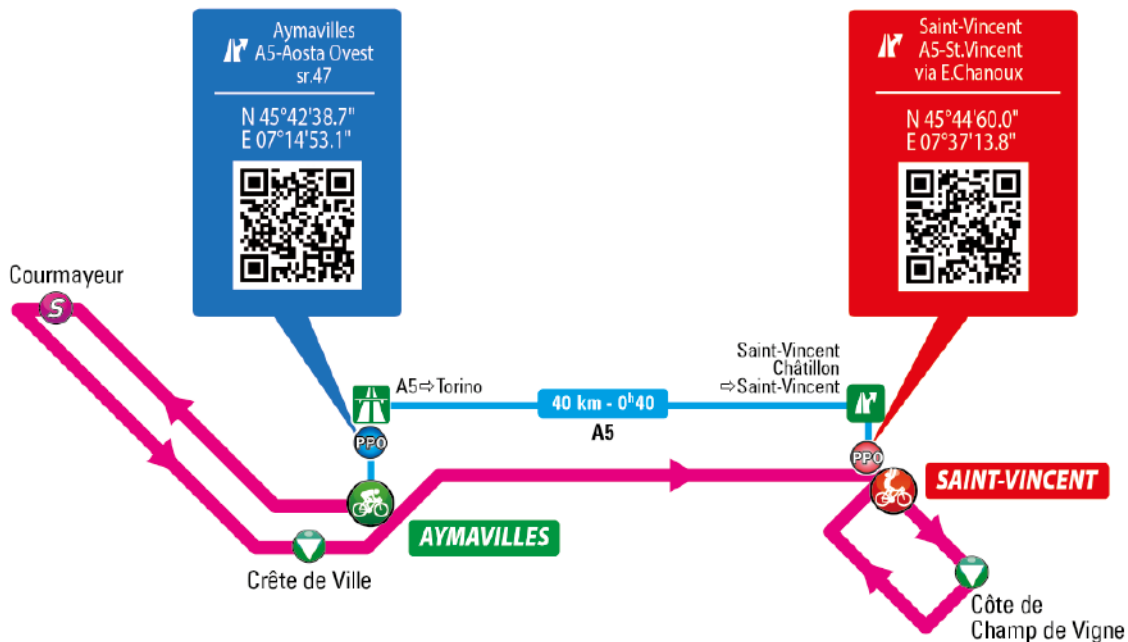 Aymavilles
A5-Aosta Ovest
sr.47
N 45°42'38.7"
E 07°14'53.1"
Saint-Vincent
A5-St.Vincent
via E.Chanoux
N 45°44'60.0"
E 07°37'13.8"
Courmayeur
S
A5⇨Torino
40 km - 0ʰ40
A5
Saint-Vincent
Châtillon
⇨Saint-Vincent
PPO
PPO
AYMAVILLES
SAINT-VINCENT
Crête de Ville
Côte de
Champ de Vigne